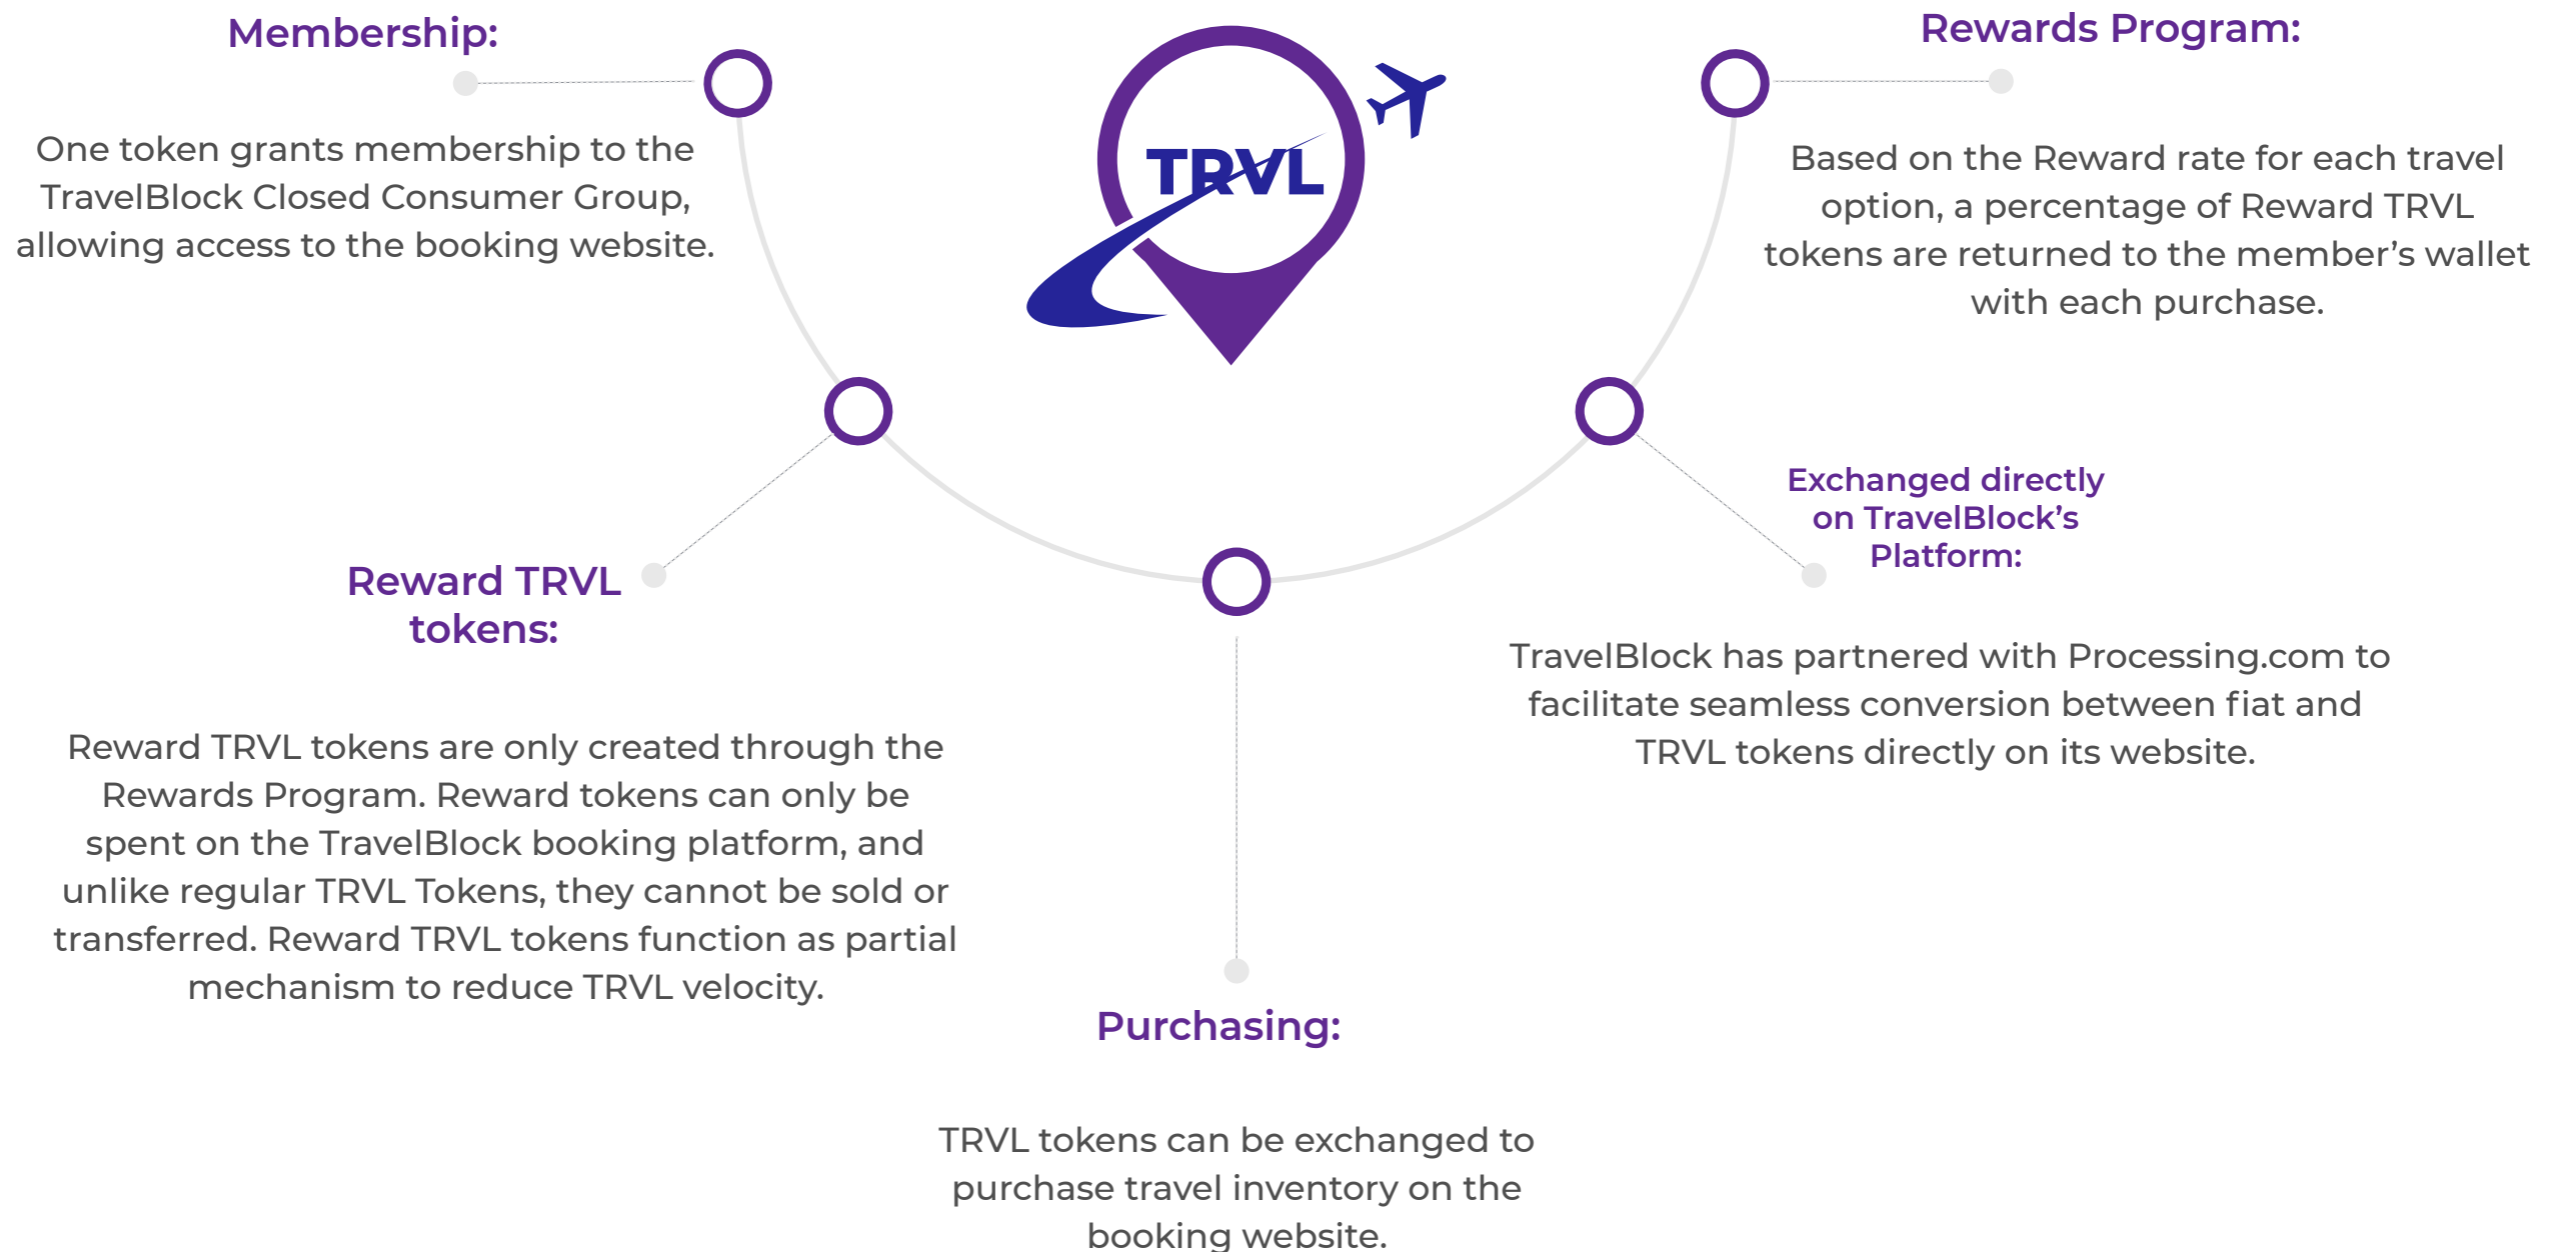 Membership:
One token grants membership to the
TravelBlock Closed Consumer Group,
allowing access to the booking website.
TRVL
Rewards Program:
Based on the Reward rate for each travel
option, a percentage of Reward TRVL
tokens are returned to the member’s wallet
with each purchase.
Reward TRVL
tokens:
Reward TRVL tokens are only created through the
Rewards Program. Reward tokens can only be
spent on the TravelBlock booking platform, and
unlike regular TRVL Tokens, they cannot be sold or
transferred. Reward TRVL tokens function as partial
mechanism to reduce TRVL velocity.
Exchanged directly
on TravelBlock’s
Platform:
TravelBlock has partnered with Processing.com to
facilitate seamless conversion between fiat and
TRVL tokens directly on its website.
Purchasing:
TRVL tokens can be exchanged to
purchase travel inventory on the
booking website.